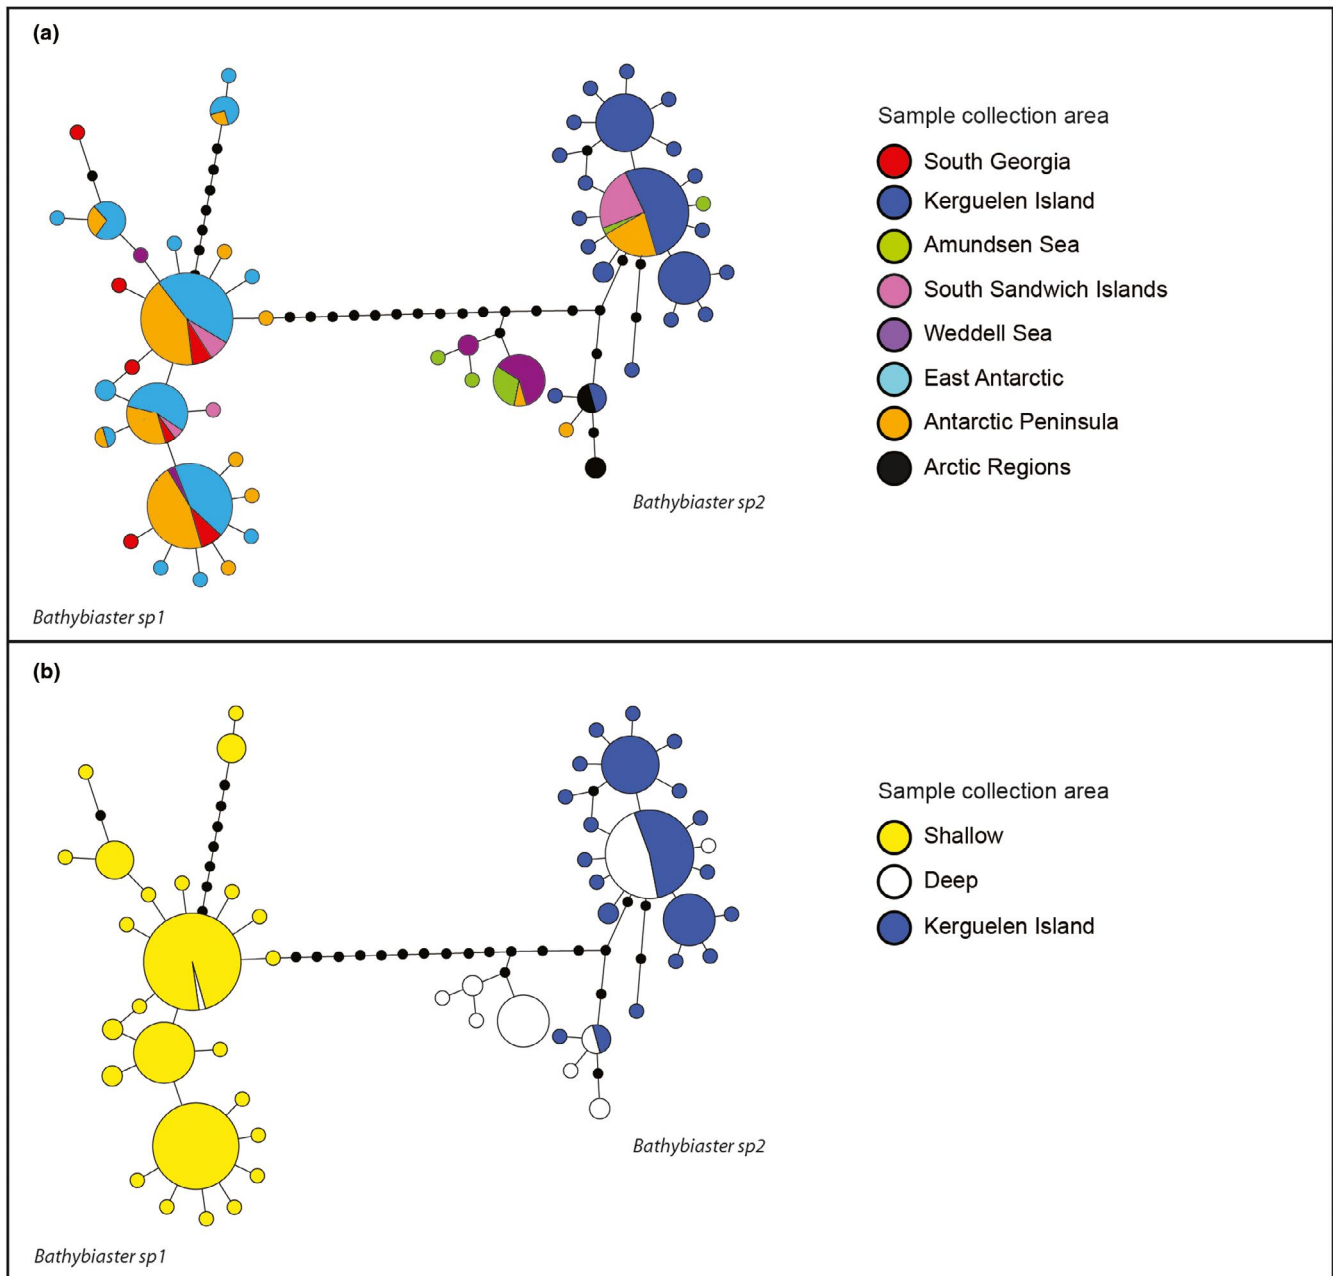 (a)
Sample collection area
South Georgia
Kerguelen Island
Amundsen Sea
South Sandwich Islands
Weddell Sea
East Antarctic
Antarctic Peninsula
Arctic Regions
Bathybiaster sp2
Bathybiaster sp1
(b)
Sample collection area
Shallow
Deep
Kerguelen Island
Bathybiaster sp2
Bathybiaster sp1